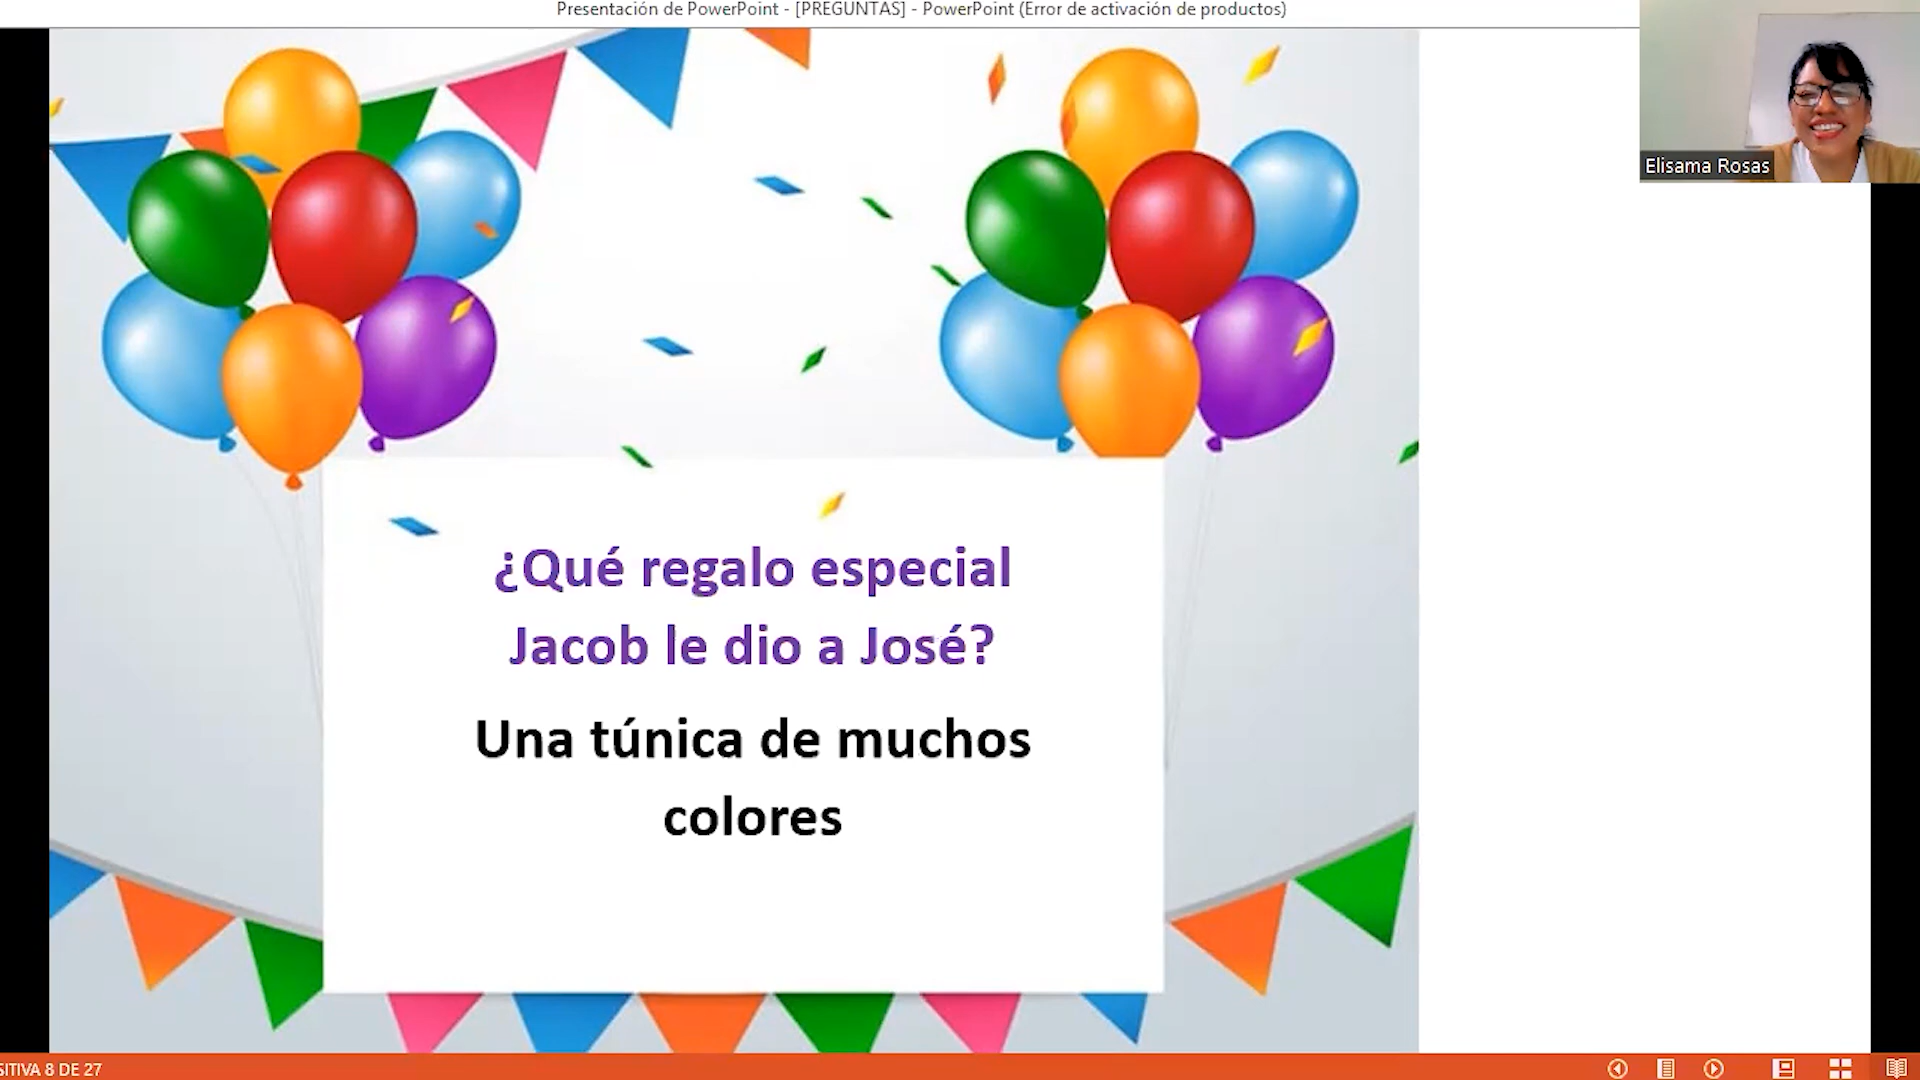 Presentación de PowerPoint - [PREGUNTAS] - PowerPoint (Error de activación de productos)
Elisama Rosas
¿Qué regalo especial
Jacob le dio a José?
Una túnica de muchos
colores
SITIVA 8 DE 27